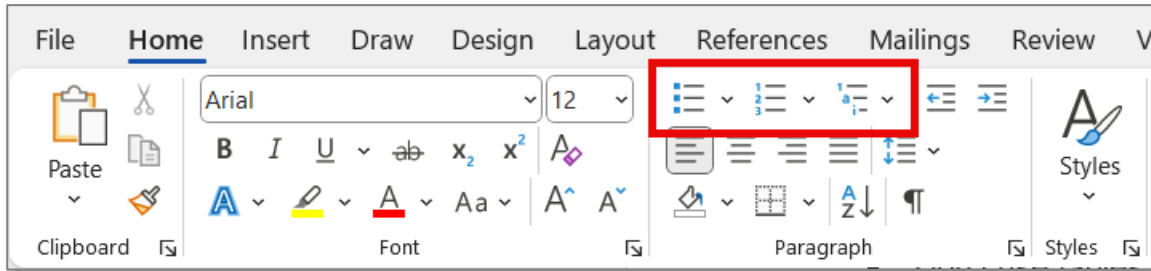 File Home Insert Draw Design Layout References Mailings Review V
Arial 12
B I U ab x₂ x² A
Paste
A A Aa A A A Z
Styles
Clipboard Font Paragraph Styles